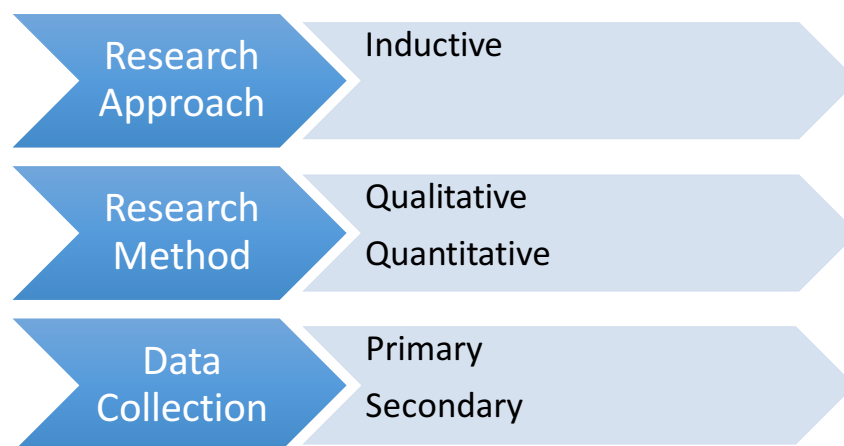 Research
Approach
Inductive
Research
Method
Qualitative
Quantitative
Data
Collection
Primary
Secondary